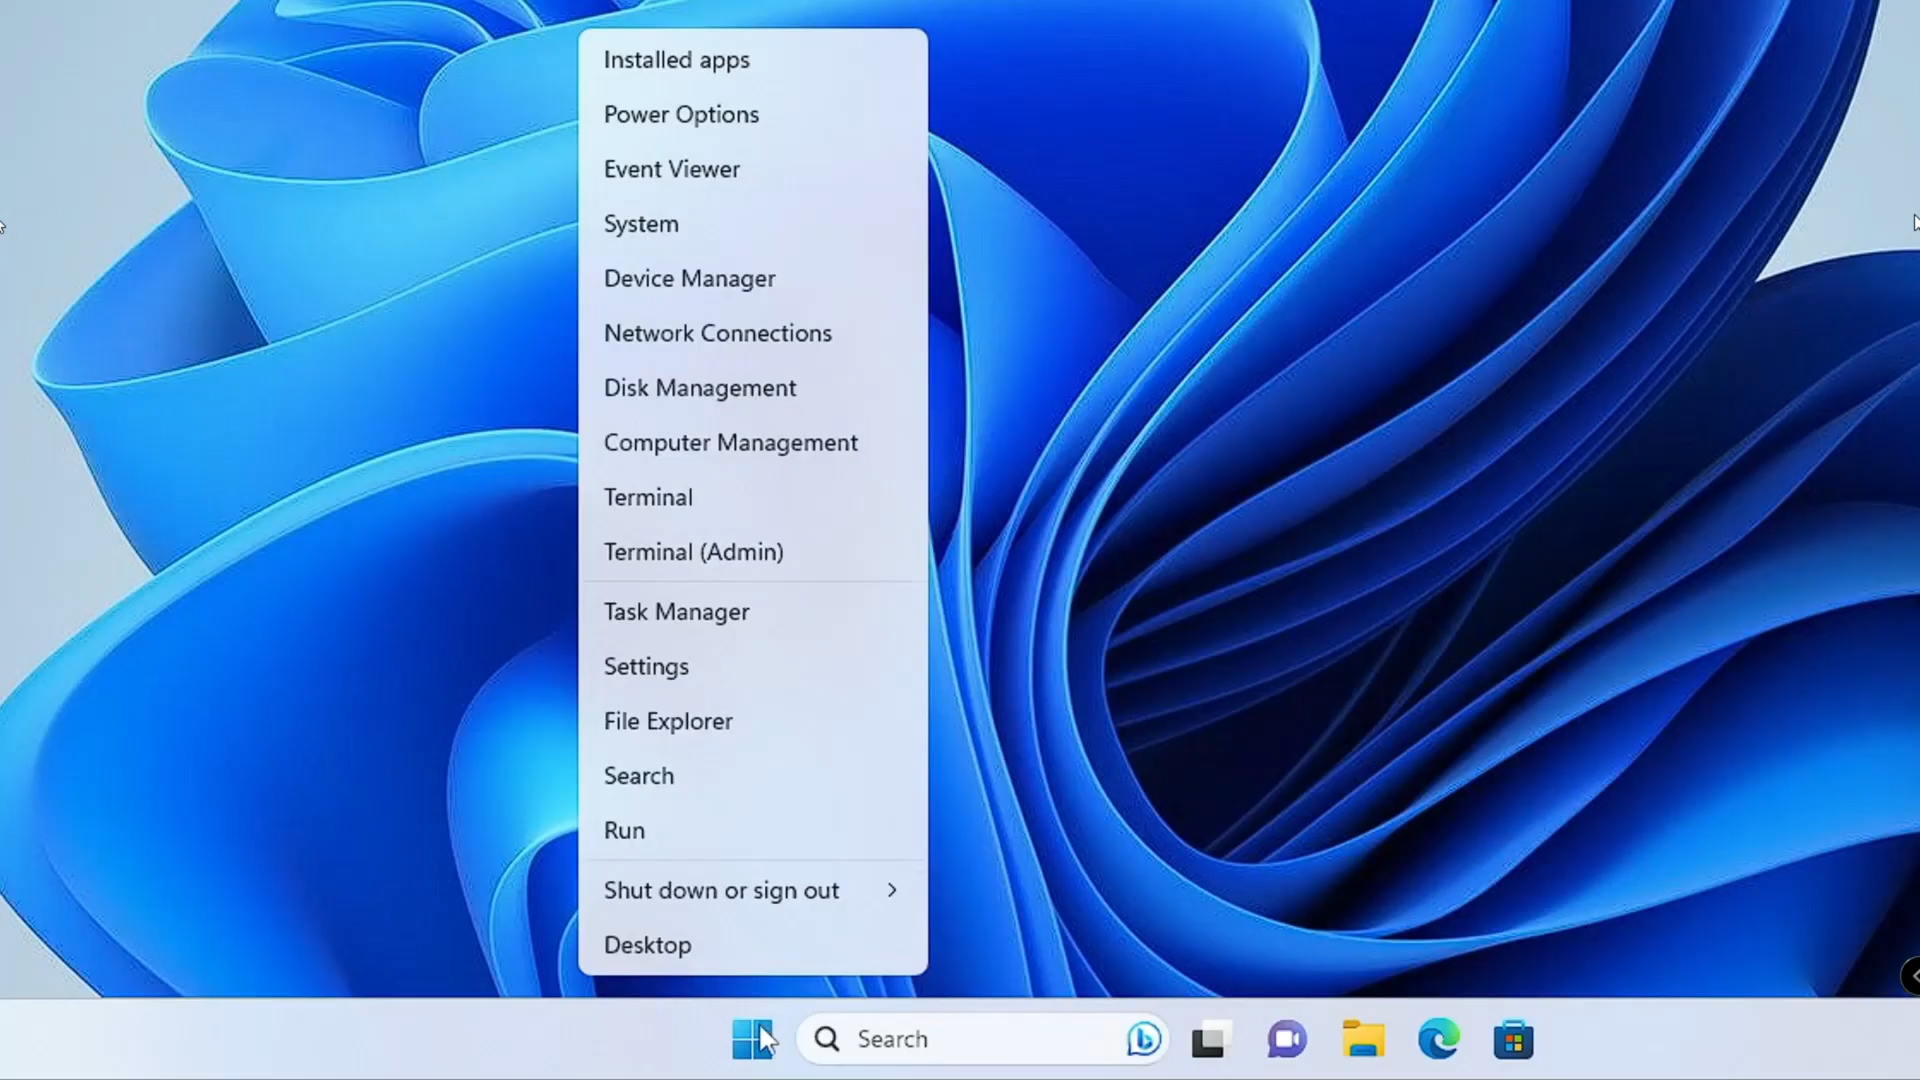 Installed apps
Power Options
Event Viewer
System
Device Manager
Network Connections
Disk Management
Computer Management
Terminal
Terminal (Admin)
Task Manager
Settings
File Explorer
Search
Run
Shut down or sign out
Desktop
Search